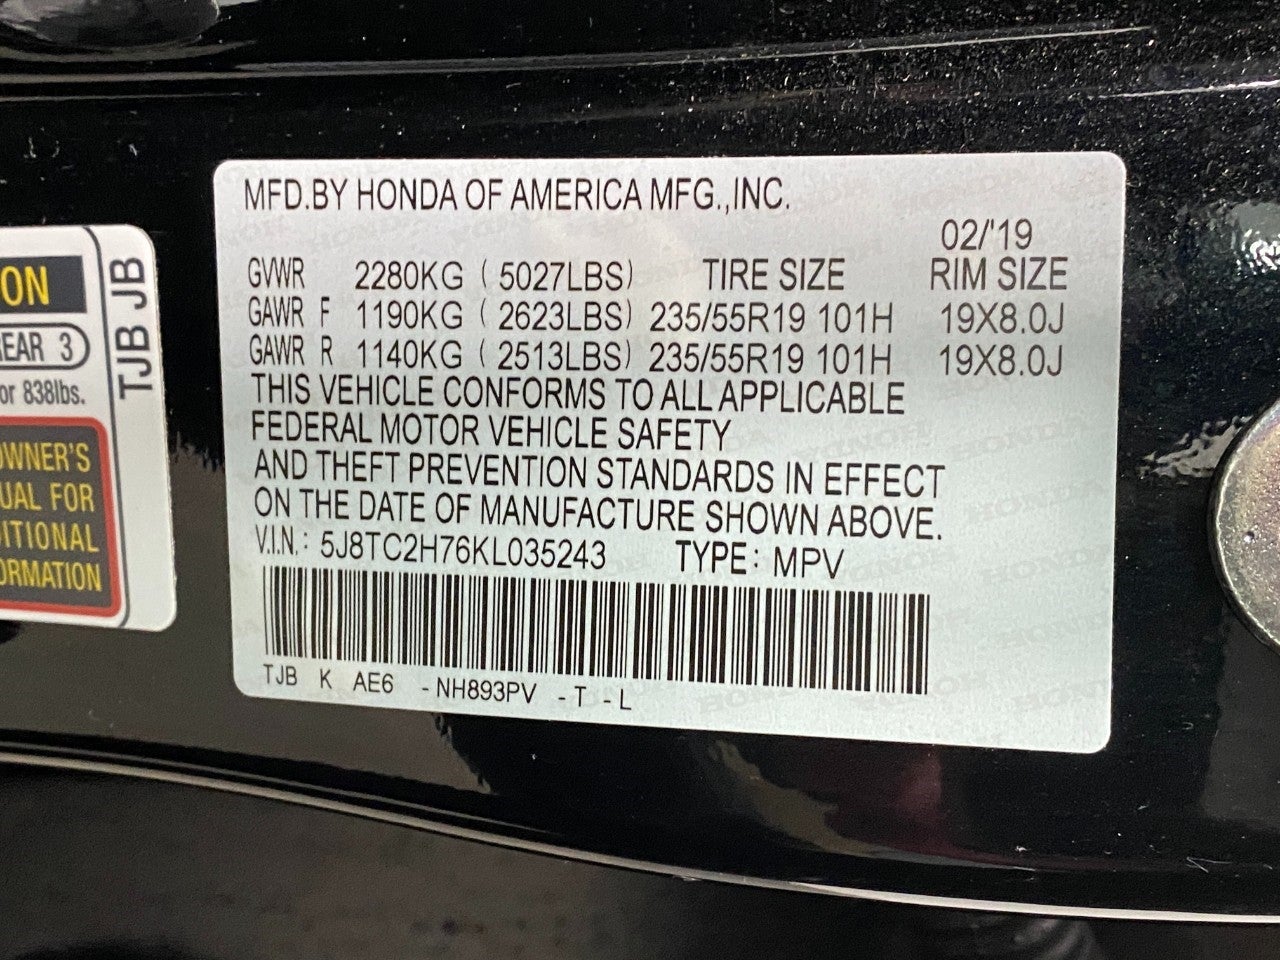 MFD.BY HONDA OF AMERICA MFG.,INC.
02/'19
GVWR 2280KG ( 5027LBS) TIRE SIZE RIM SIZE
GAWR F 1190KG ( 2623LBS) 235/55R19 101H 19X8.0J
GAWR R 1140KG ( 2513LBS) 235/55R19 101H 19X8.0J
THIS VEHICLE CONFORMS TO ALL APPLICABLE
FEDERAL MOTOR VEHICLE SAFETY
AND THEFT PREVENTION STANDARDS IN EFFECT
ON THE DATE OF MANUFACTURE SHOWN ABOVE.
V.I.N.: 5J8TC2H76KL035243 TYPE: MPV
TJB K AE6 -NH893PV -T -L
ON
EAR 3
or 838lbs.
WNER'S
UAL FOR
ITIONAL
ORMATION
TJB JB